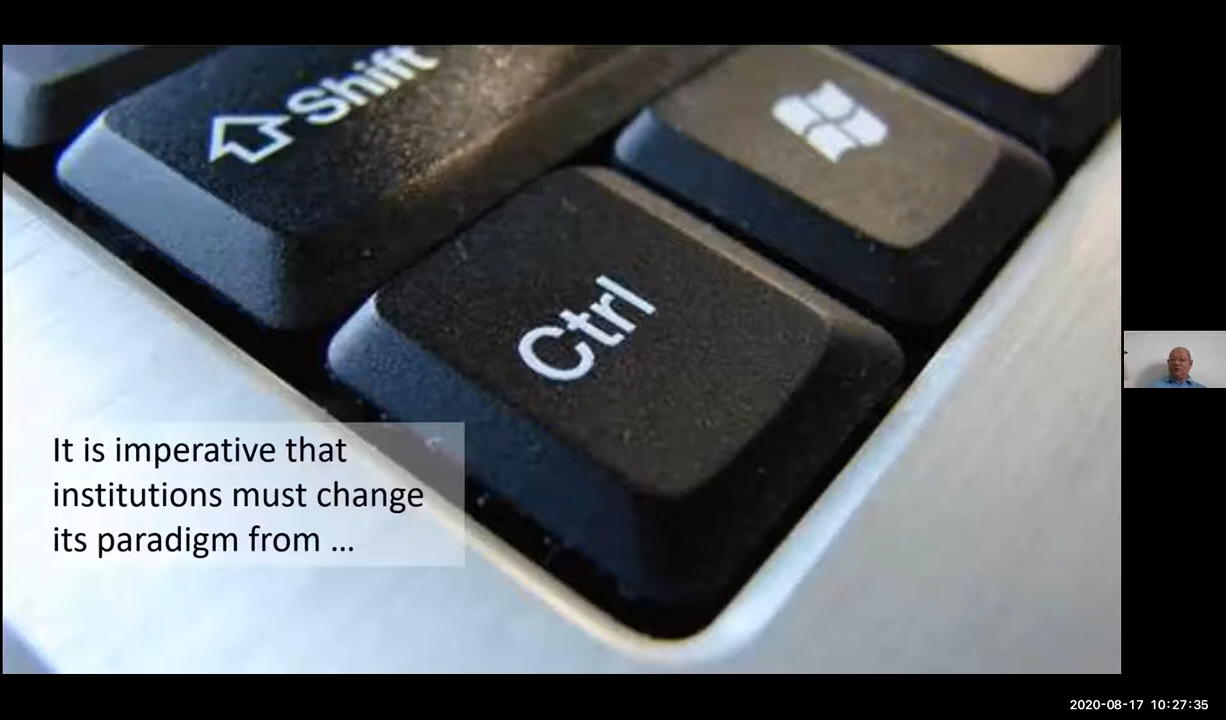 Shift
Ctrl
It is imperative that
institutions must change
its paradigm from ...
2020-08-17 10:27:35